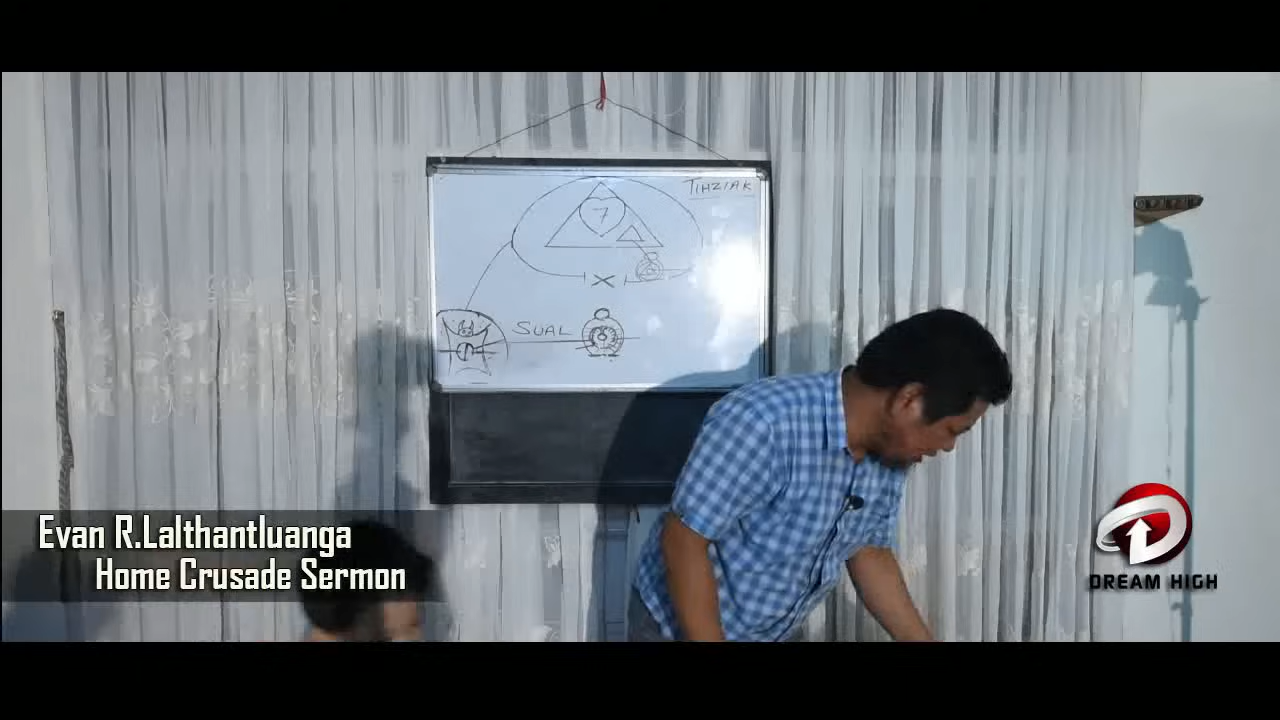 TIHZIAK
7
X
SUAL
Evan R.Lalthantluanga
Home Crusade Sermon
DREAM HIGH